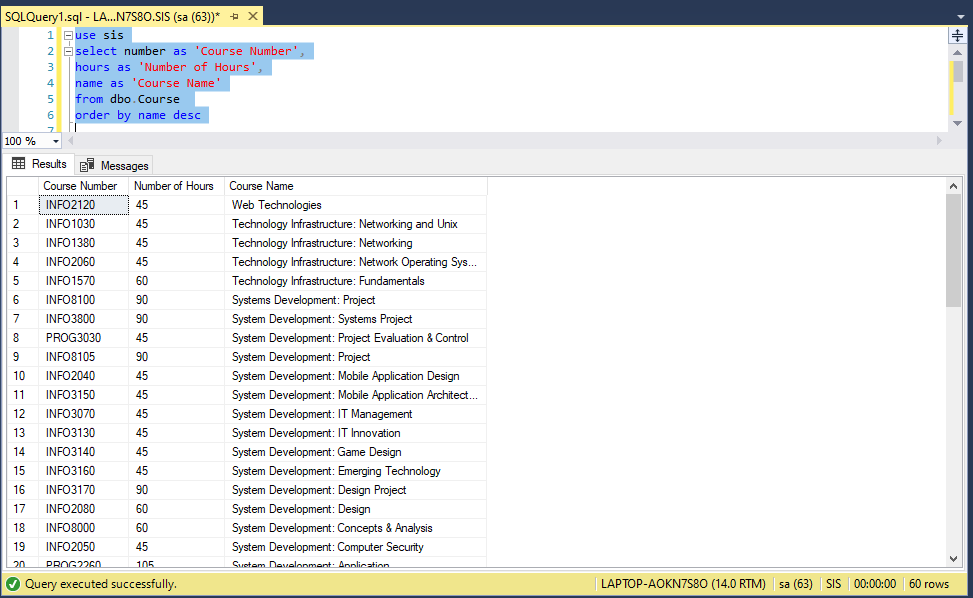 SQLQuery1.sql - LA...N7S8O.SIS (sa (63))*
1 use sis
2 select number as 'Course Number',
3 hours as 'Number of Hours',
4 name as 'Course Name'
5 from dbo.Course
6 order by name desc
7
100 %
Results Messages
Course Number Number of Hours Course Name
1 INFO2120 45 Web Technologies
2 INFO1030 45 Technology Infrastructure: Networking and Unix
3 INFO1380 45 Technology Infrastructure: Networking
4 INFO2060 45 Technology Infrastructure: Network Operating Sys...
5 INFO1570 60 Technology Infrastructure: Fundamentals
6 INFO8100 90 Systems Development: Project
7 INFO3800 90 System Development: Systems Project
8 PROG3030 45 System Development: Project Evaluation & Control
9 INFO8105 90 System Development: Project
10 INFO2040 45 System Development: Mobile Application Design
11 INFO3150 45 System Development: Mobile Application Architect...
12 INFO3070 45 System Development: IT Management
13 INFO3130 45 System Development: IT Innovation
14 INFO3140 45 System Development: Game Design
15 INFO3160 45 System Development: Emerging Technology
16 INFO3170 90 System Development: Design Project
17 INFO2080 60 System Development: Design
18 INFO8000 60 System Development: Concepts & Analysis
19 INFO2050 45 System Development: Computer Security
20 PROG2260 105 System Development: Application
Query executed successfully. LAPTOP-AOKN7S8O (14.0 RTM) sa (63) SIS 00:00:00 60 rows